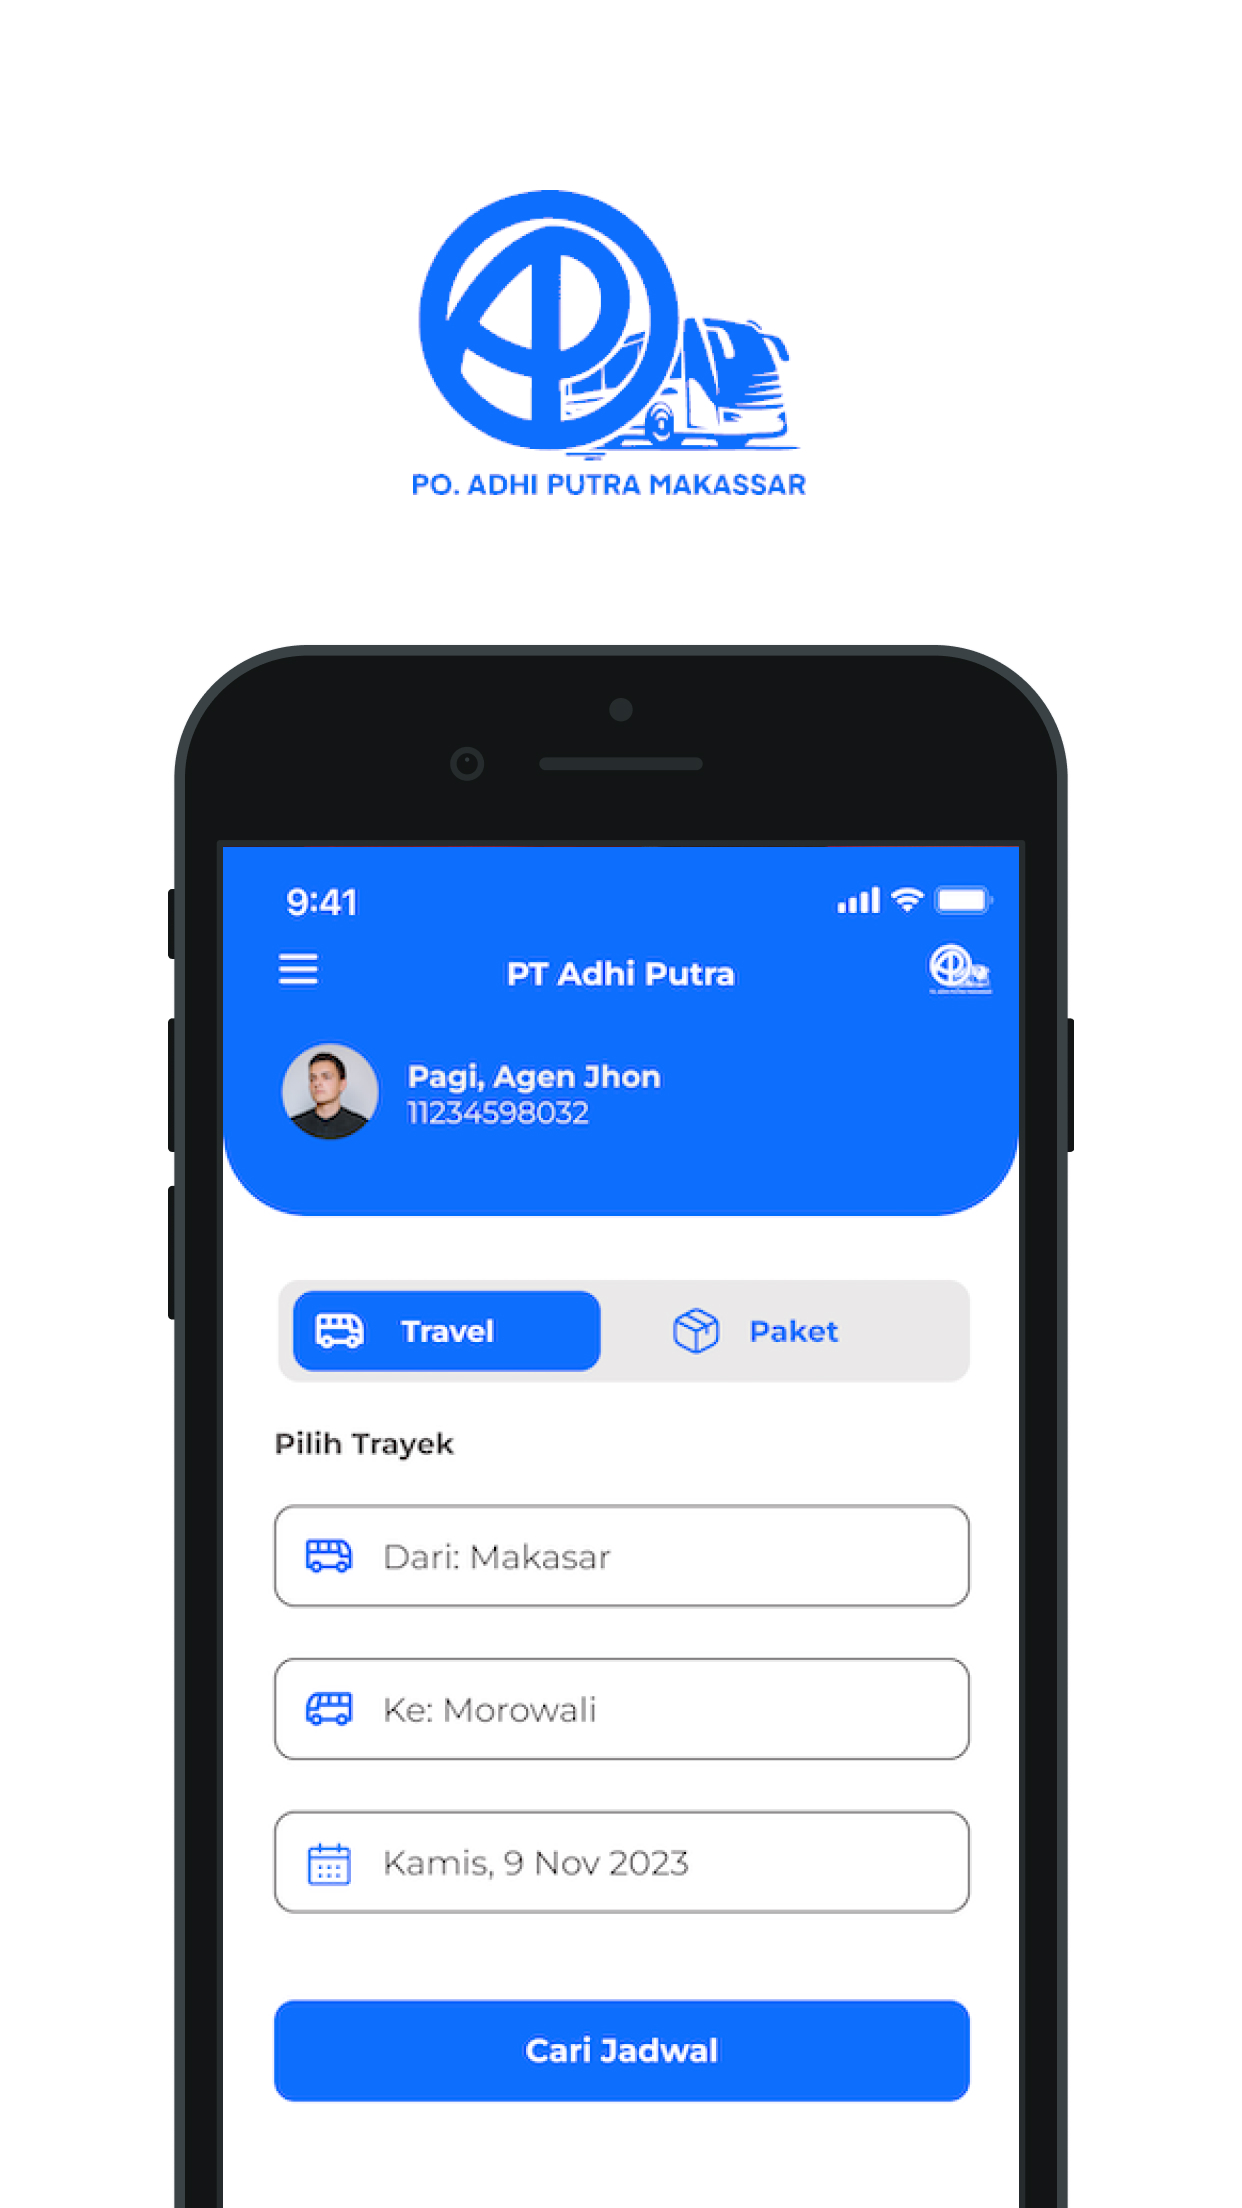 PO. ADHI PUTRA MAKASSAR
9:41
PT Adhi Putra
Pagi, Agen Jhon
11234598032
Travel
Paket
Pilih Trayek
Dari: Makasar
Ke: Morowali
Kamis, 9 Nov 2023
Cari Jadwal